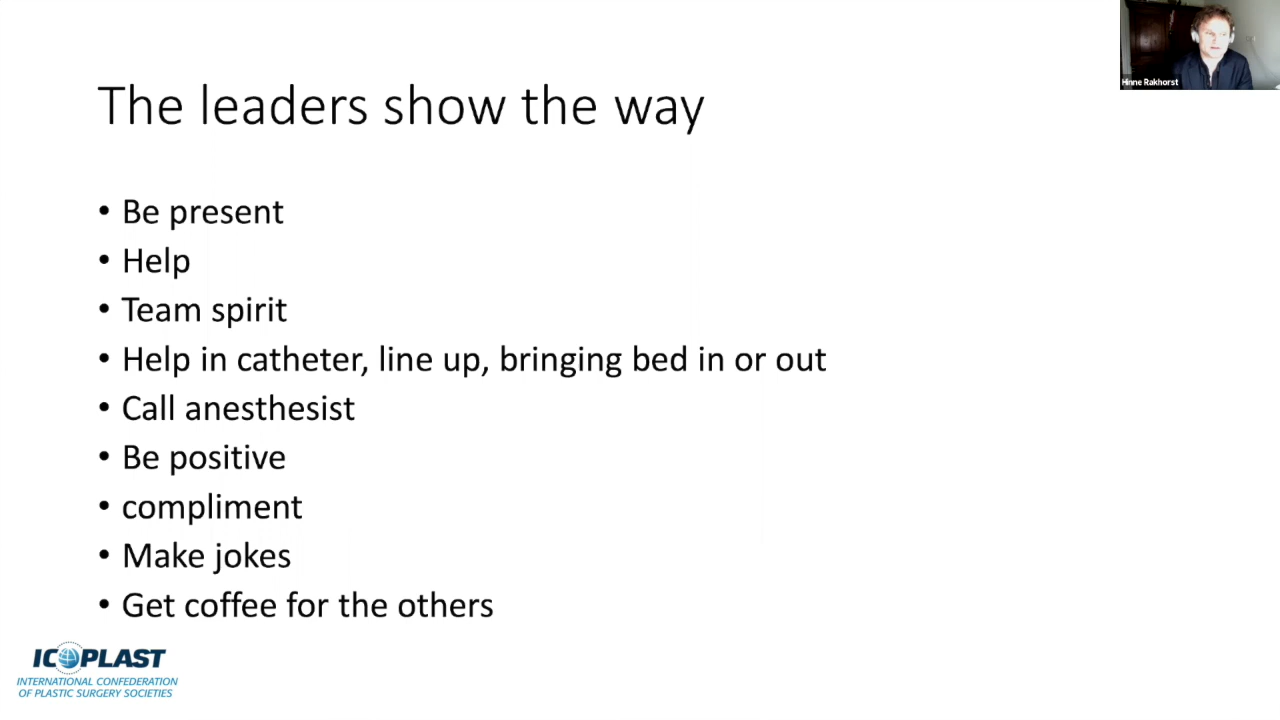 Hinne Rakhorst
The leaders show the way
• Be present
• Help
• Team spirit
• Help in catheter, line up, bringing bed in or out
• Call anesthesist
• Be positive
• compliment
• Make jokes
• Get coffee for the others
ICOPLAST
INTERNATIONAL CONFEDERATION
OF PLASTIC SURGERY SOCIETIES